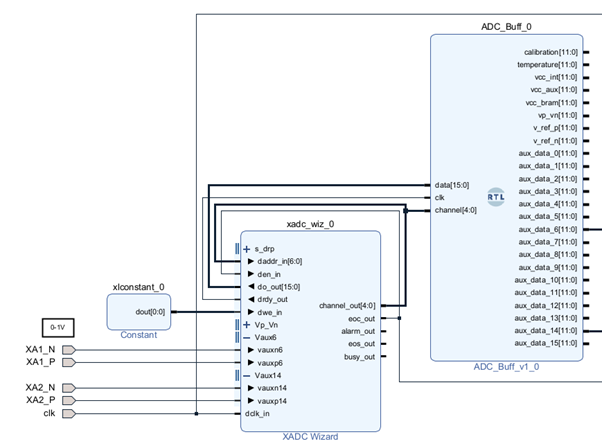 ADC_Buff_0
calibration[11:0]
temperature[11:0]
vcc_int[11:0]
vcc_aux[11:0]
vcc_bram[11:0]
vp_vn[11:0]
v_ref_p[11:0]
v_ref_n[11:0]
aux_data_0[11:0]
aux_data_1[11:0]
aux_data_2[11:0]
aux_data_3[11:0]
aux_data_4[11:0]
aux_data_5[11:0]
aux_data_6[11:0]
aux_data_7[11:0]
aux_data_8[11:0]
aux_data_9[11:0]
aux_data_10[11:0]
aux_data_11[11:0]
aux_data_12[11:0]
aux_data_13[11:0]
aux_data_14[11:0]
aux_data_15[11:0]
data[15:0]
clk
channel[4:0]
RTL
ADC_Buff_v1_0
xadc_wiz_0
s_drp
daddr_in[6:0]
den_in
do_out[15:0]
drdy_out
dwe_in
Vp_Vn
Vaux6
vauxn6
vauxp6
Vaux14
vauxn14
vauxp14
dclk_in
channel_out[4:0]
eoc_out
alarm_out
eos_out
busy_out
XADC Wizard
xlconstant_0
dout[0:0]
Constant
0-1V
XA1_N
XA1_P
XA2_N
XA2_P
clk